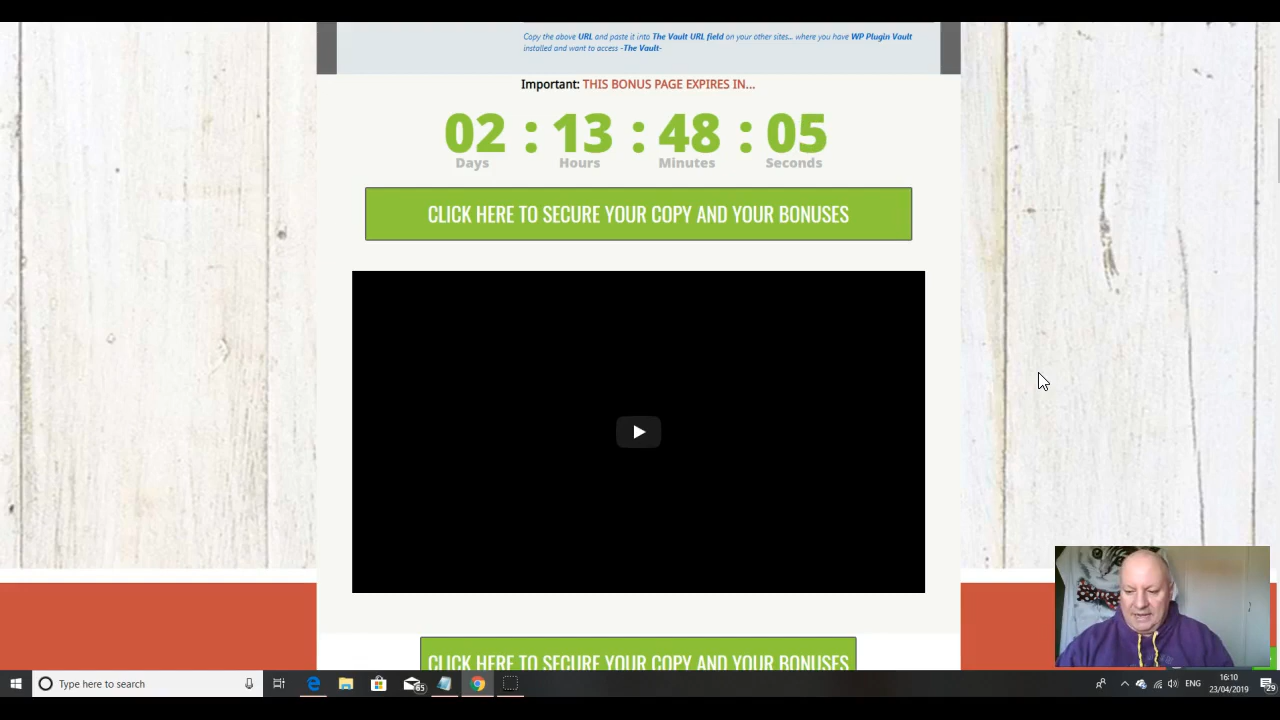 Copy the above URL and paste it into The Vault URL field on your other sites... where you have WP Plugin Vault
installed and want to access -The Vault-
Important: THIS BONUS PAGE EXPIRES IN...
02 : 13 : 48 : 05
Days Hours Minutes Seconds
CLICK HERE TO SECURE YOUR COPY AND YOUR BONUSES
CLICK HERE TO SECURE YOUR COPY AND YOUR BONUSES
Type here to search
65
ENG
16:10
23/04/2019
29